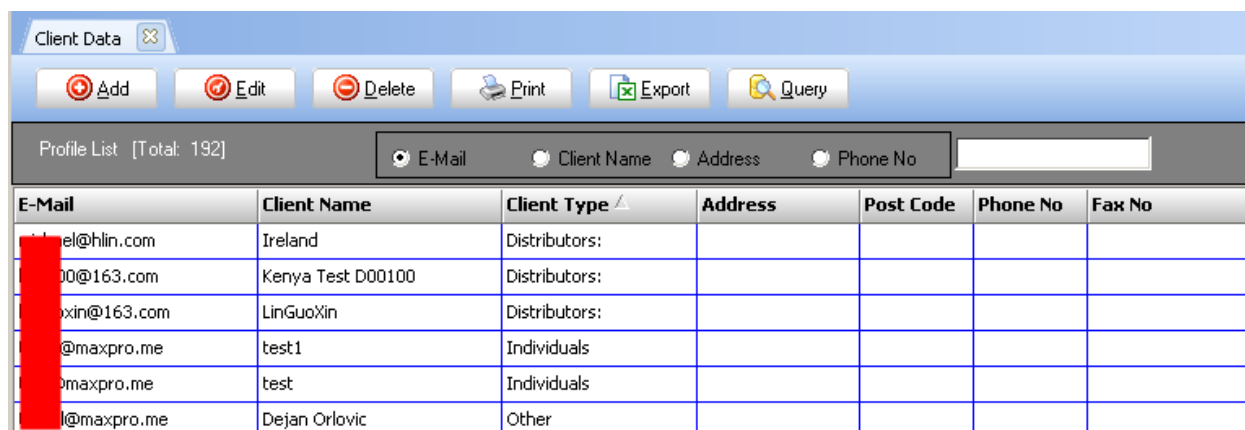 Client Data
Add Edit Delete Print Export Query
Profile List [Total: 192] E-Mail Client Name Address Phone No
E-Mail Client Name Client Type Address Post Code Phone No Fax No
el@hlin.com Ireland Distributors:
00@163.com Kenya Test D00100 Distributors:
xin@163.com LinGuoXin Distributors:
@maxpro.me test1 Individuals
@maxpro.me test Individuals
l@maxpro.me Dejan Orlovic Other